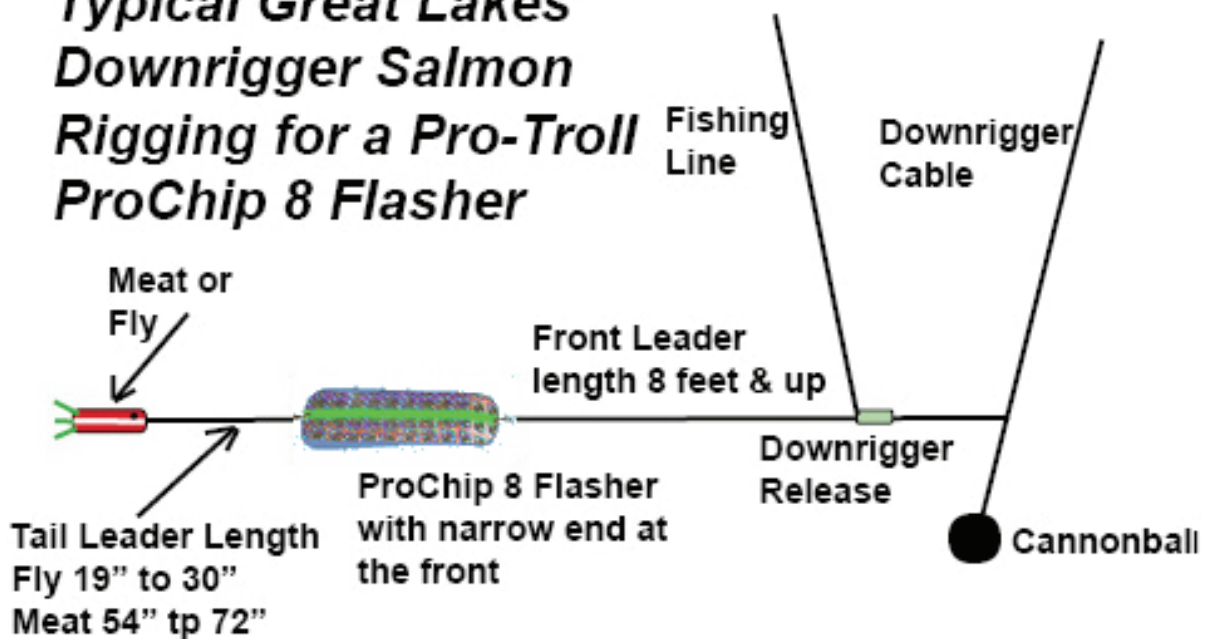 Typical Great Lakes
Downrigger Salmon
Rigging for a Pro-Troll
ProChip 8 Flasher
Fishing
Line
Downrigger
Cable
Meat or
Fly
Front Leader
length 8 feet & up
Downrigger
Release
ProChip 8 Flasher
with narrow end at
the front
Cannonball
Tail Leader Length
Fly 19” to 30”
Meat 54” tp 72”